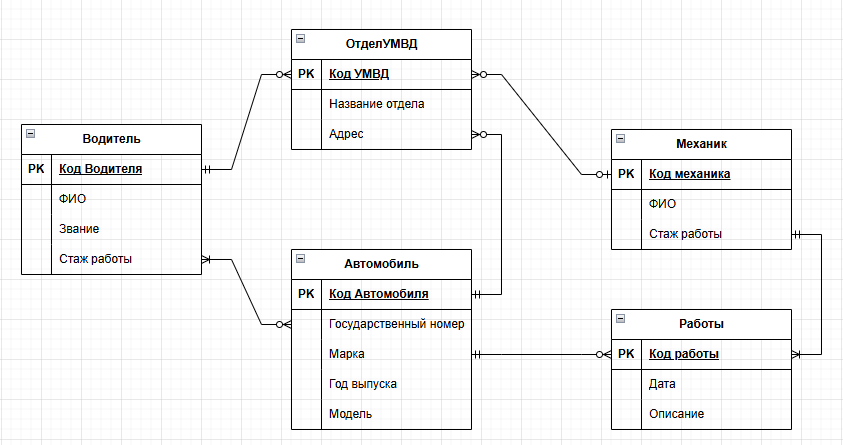 ОтделУМВД
PK Код УМВД
Название отдела
Адрес
Водитель
PK Код Водителя
ФИО
Звание
Стаж работы
Механик
PK Код механика
ФИО
Стаж работы
Автомобиль
PK Код Автомобиля
Государственный номер
Марка
Год выпуска
Модель
Работы
PK Код работы
Дата
Описание